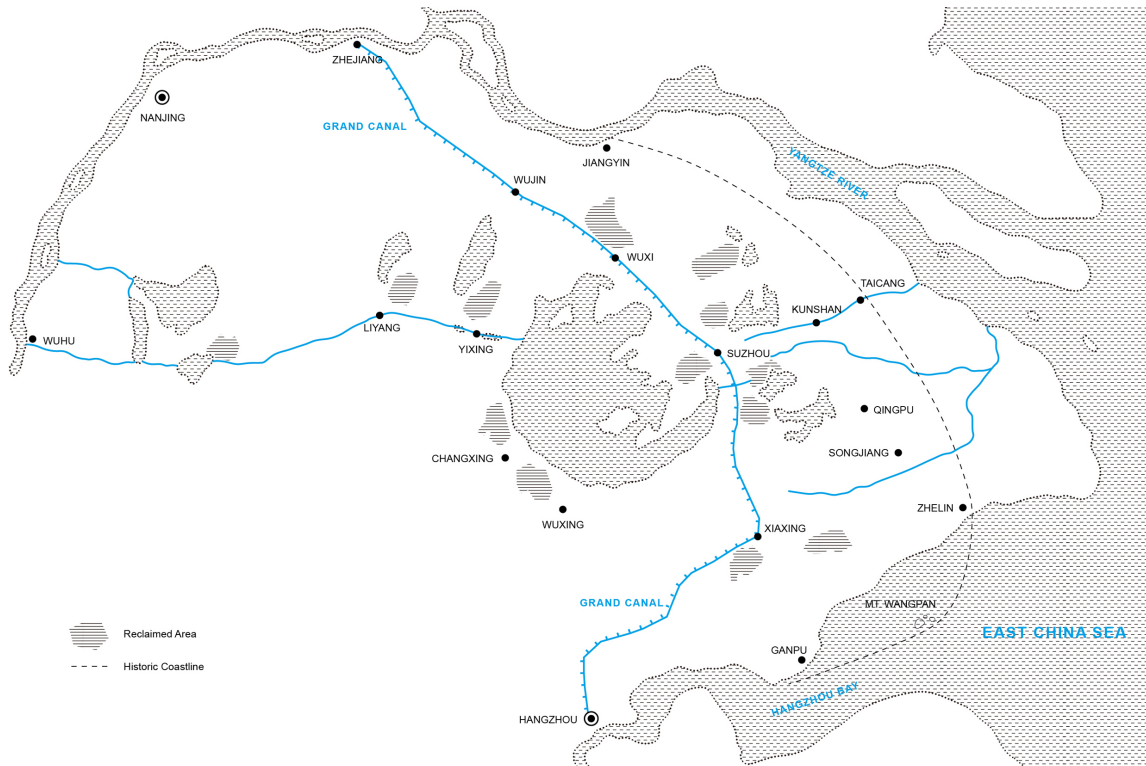 ZHEJIANG
NANJING
GRAND CANAL
JIANGYIN
YANGTZE RIVER
WUJIN
WUXI
TAICANG
KUNSHAN
LIYANG
WUHU
YIXING
SUZHOU
QINGPU
CHANGXING
SONGJIANG
WUXING
ZHELIN
XIAXING
GRAND CANAL
MT. WANGPAN
Reclaimed Area
EAST CHINA SEA
GANPU
Historic Coastline
HANGZHOU BAY
HANGZHOU